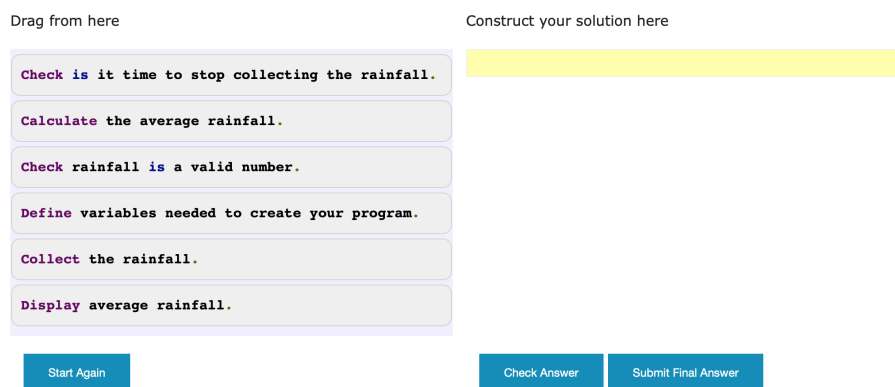 Drag from here
Construct your solution here
Check is it time to stop collecting the rainfall.
Calculate the average rainfall.
Check rainfall is a valid number.
Define variables needed to create your program.
Collect the rainfall.
Display average rainfall.
Start Again
Check Answer
Submit Final Answer